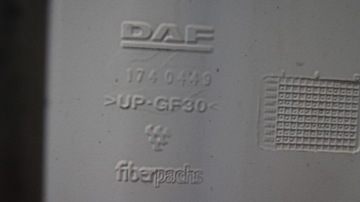 DAF
1740449
>UP-GF30<
fiberpachs